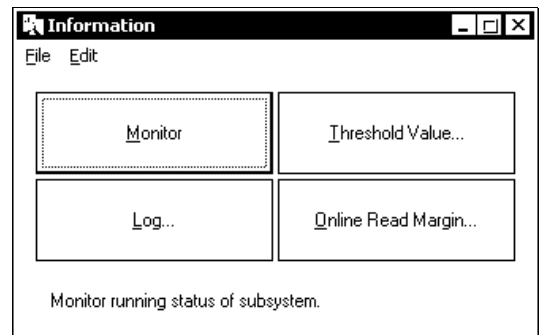 Information
File Edit
Monitor Threshold Value...
Log... Online Read Margin...
Monitor running status of subsystem.